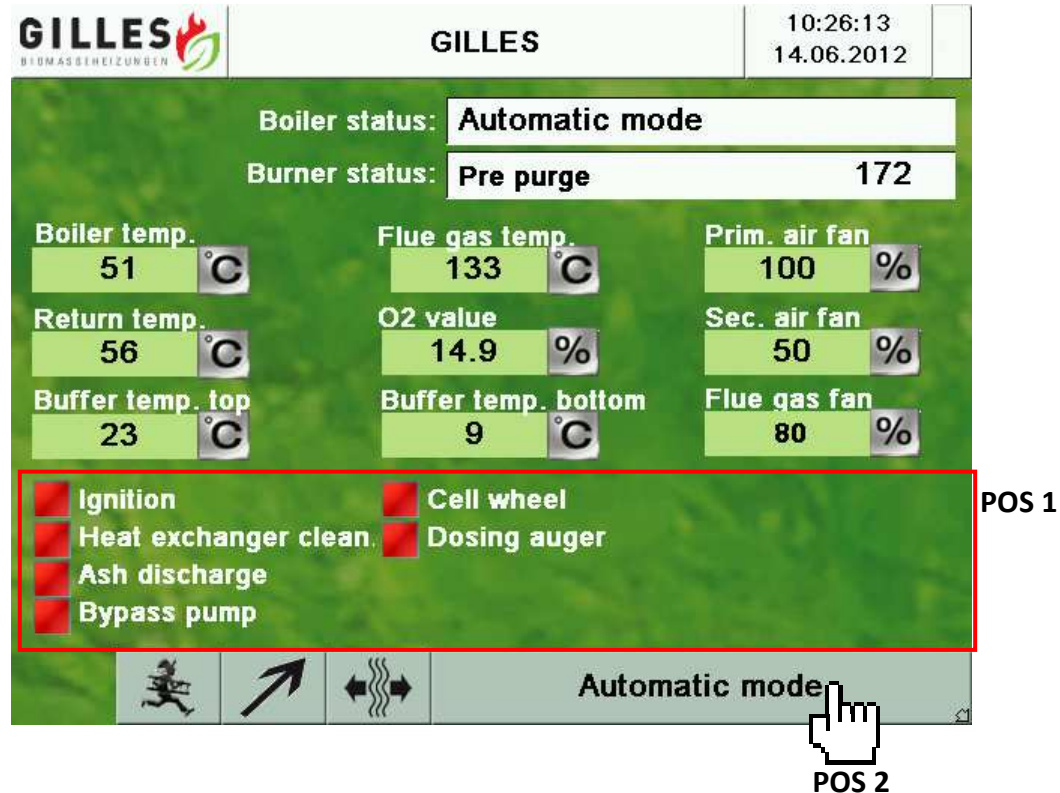 GILLES
BIOMASSEHEIZUNGEN
GILLES
10:26:13
14.06.2012
Boiler status: Automatic mode
Burner status: Pre purge 172
Boiler temp. Flue gas temp. Prim. air fan
51 °C 133 °C 100 %
Return temp. O2 value Sec. air fan
56 °C 14.9 % 50 %
Buffer temp. top Buffer temp. bottom Flue gas fan
23 °C 9 °C 80 %
Ignition Cell wheel
POS 1
Heat exchanger clean. Dosing auger
Ash discharge
Bypass pump
Automatic mode
POS 2